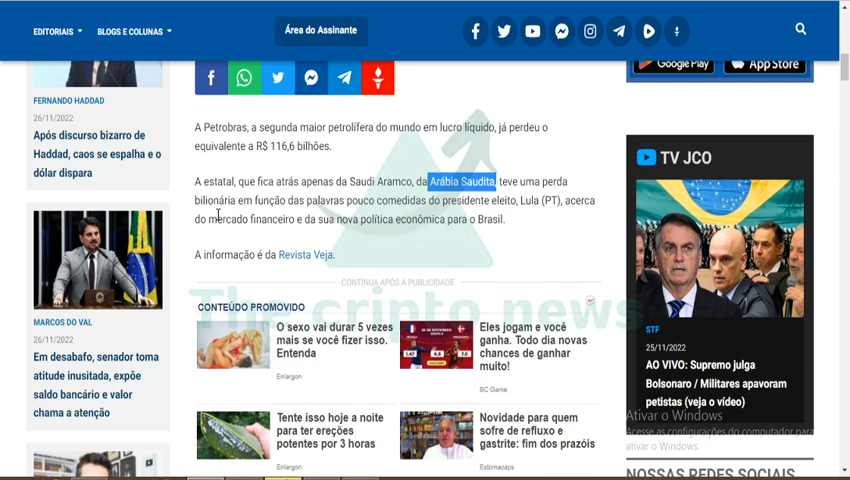 EDITORIAIS
BLOGS E COLUNAS
Área do Assinante
Google Play
App Store
FERNANDO HADDAD
26/11/2022
Após discurso bizarro de
Haddad, caos se espalha e o
dólar dispara
MARCOS DO VAL
26/11/2022
Em desabafo, senador toma
atitude inusitada, expõe
saldo bancário e valor
chama a atenção
A Petrobras, a segunda maior petrolífera do mundo em lucro líquido, já perdeu o
equivalente a R$ 116,6 bilhões.
A estatal, que fica atrás apenas da Saudi Aramco, da Arábia Saudita, teve uma perda
bilionária em função das palavras pouco comedidas do presidente eleito, Lula (PT), acerca
do mercado financeiro e da sua nova política econômica para o Brasil.
A informação é da Revista Veja.
CONTINUA APÓS A PUBLICIDADE
The cripto news
CONTEÚDO PROMOVIDO
O sexo vai durar 5 vezes
mais se você fizer isso.
Entenda
Enlargon
Eles jogam e você
ganha. Todo dia novas
chances de ganhar
muito!
BC Game
Tente isso hoje a noite
para ter ereções
potentes por 3 horas
Enlargon
Novidade para quem
sofre de refluxo e
gastrite: fim dos prazóis
Estomacaps
TV JCO
STF
25/11/2022
AO VIVO: Supremo julga
Bolsonaro / Militares apavoram
petistas (veja o vídeo)
Ativar o Windows
Acesse as configurações do computador para
ativar o Windows.
NOSSAS REDES SOCIAIS